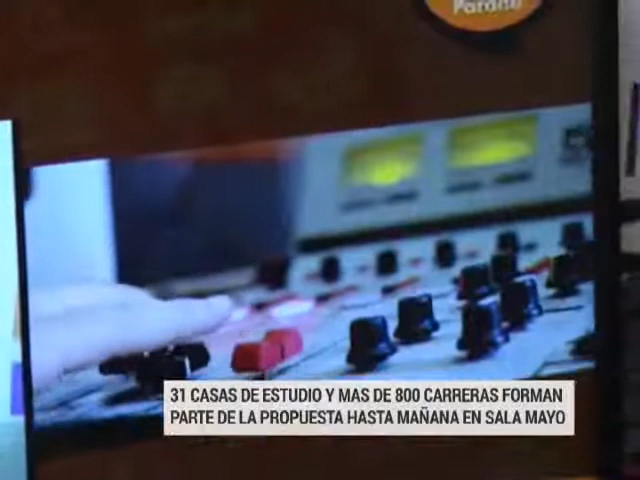 Paraná
31 CASAS DE ESTUDIO Y MAS DE 800 CARRERAS FORMAN
PARTE DE LA PROPUESTA HASTA MAÑANA EN SALA MAYO